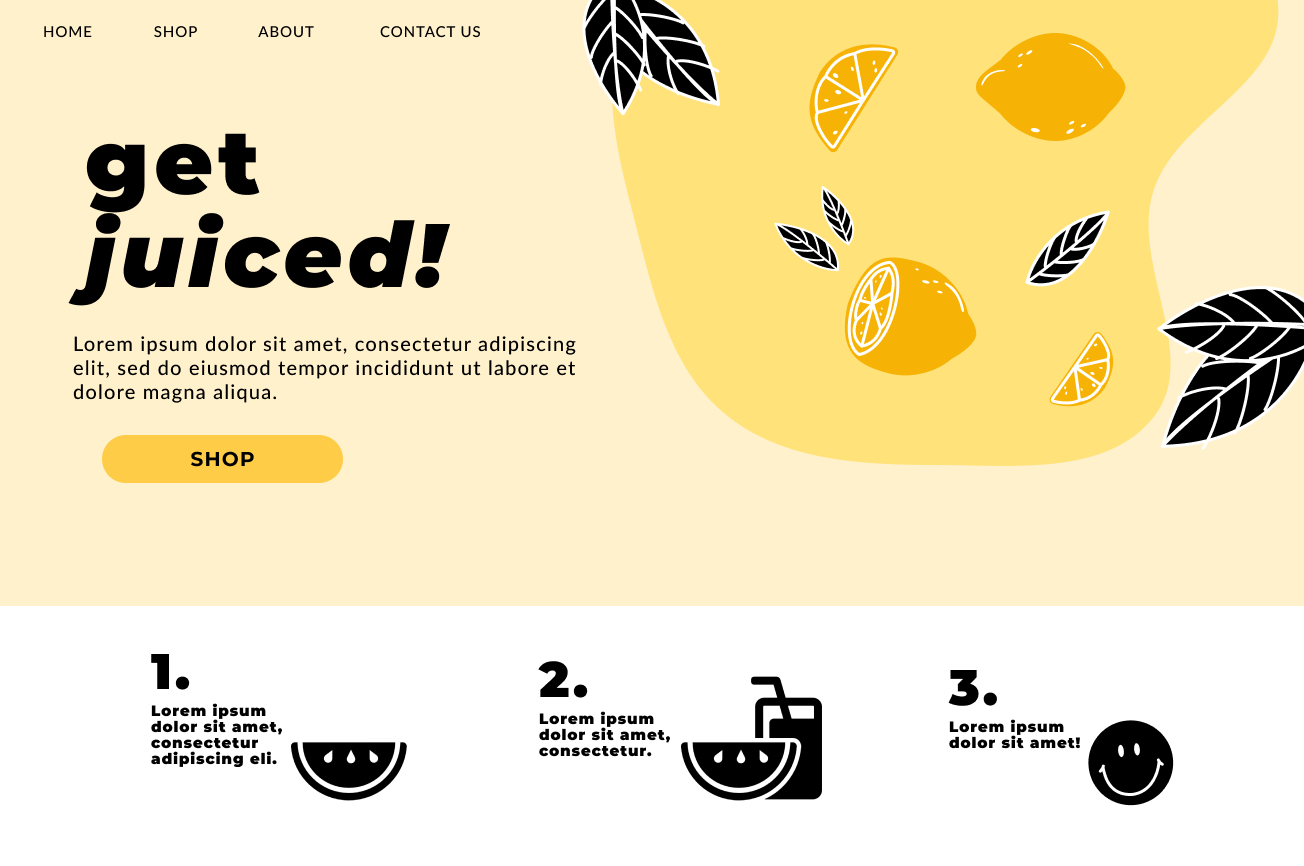 HOME SHOP ABOUT CONTACT US
get
juiced!
Lorem ipsum dolor sit amet, consectetur adipiscing
elit, sed do eiusmod tempor incididunt ut labore et
dolore magna aliqua.
SHOP
1.
Lorem ipsum
dolor sit amet,
consectetur
adipiscing eli.
2.
Lorem ipsum
dolor sit amet,
consectetur.
3.
Lorem ipsum
dolor sit amet!